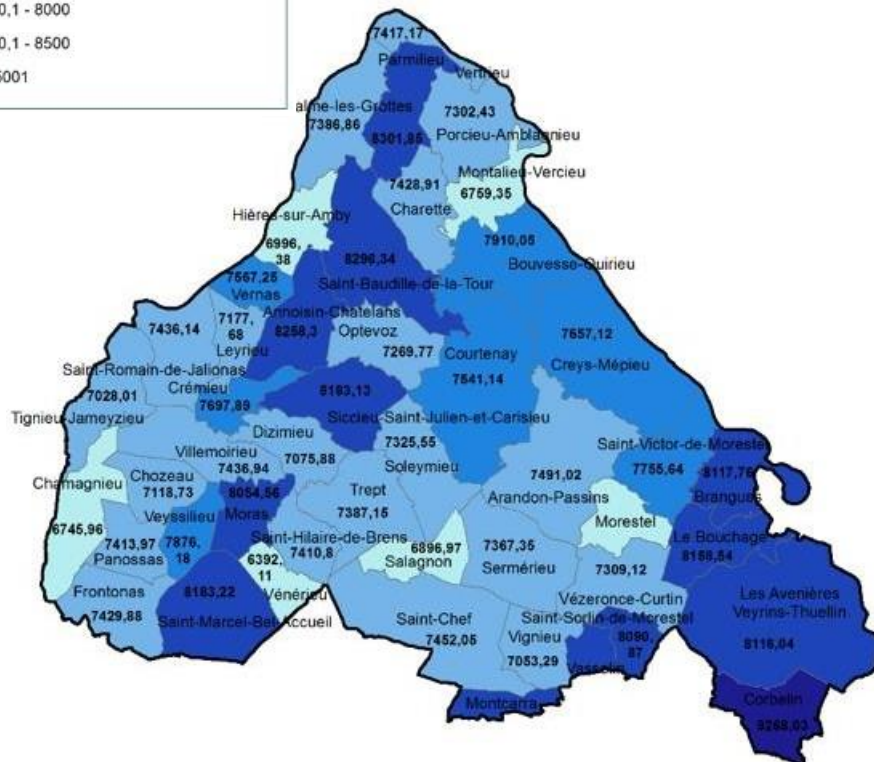 0,1 - 8000
0,1 - 8500
5001
7417,17
Parmilieu
Vertrieu
alme-les-Grottes
7386,86
8301,85
7302,43
Porcieu-Amblagnieu
Montalieu-Vercieu
6759,35
7428,91
Charette
Hières-sur-Amby
6996,
38
8296,34
Saint-Baudille-de-la-Tour
7910,05
Bouvesse-Quirieu
7567,25
Vernas
Annoisin-Chatelans
8258,3
7177,
68
Leyrieu
7436,14
Optevoz
7269,77
Courtenay
7541,14
7657,12
Creys-Mépieu
Saint-Romain-de-Jalionas
7028,01
Crémieu
7697,89
8183,13
Siccieu-Saint-Julien-et-Carisieu
Tignieu-Jameyzieu
Dizimieu
7075,88
7325,55
Soleymieu
Villemoirieu
7436,94
Saint-Victor-de-Morestel
7755,64
8117,76
Brangues
Chamagnieu
6745,96
Chozeau
7118,73
8054,56
Moras
Trept
7387,15
7491,02
Arandon-Passins
Morestel
Veyssilieu
7876,
18
7413,97
Panossas
Saint-Hilaire-de-Brens
7410,8
6392,
11
Vénérieu
6896,97
Salagnon
7367,35
Sermérieu
Le Bouchage
8158,54
7309,12
Vézeronce-Curtin
Frontonas
7429,88
8183,22
Saint-Marcel-Bel-Accueil
Saint-Chef
7452,05
Saint-Sorlin-de-Morestel
Vignieu
7053,29
8090,
87
Vasselin
Les Avenières
Veyrins-Thuellin
8116,04
Montcarra
Corbelin
9268,03